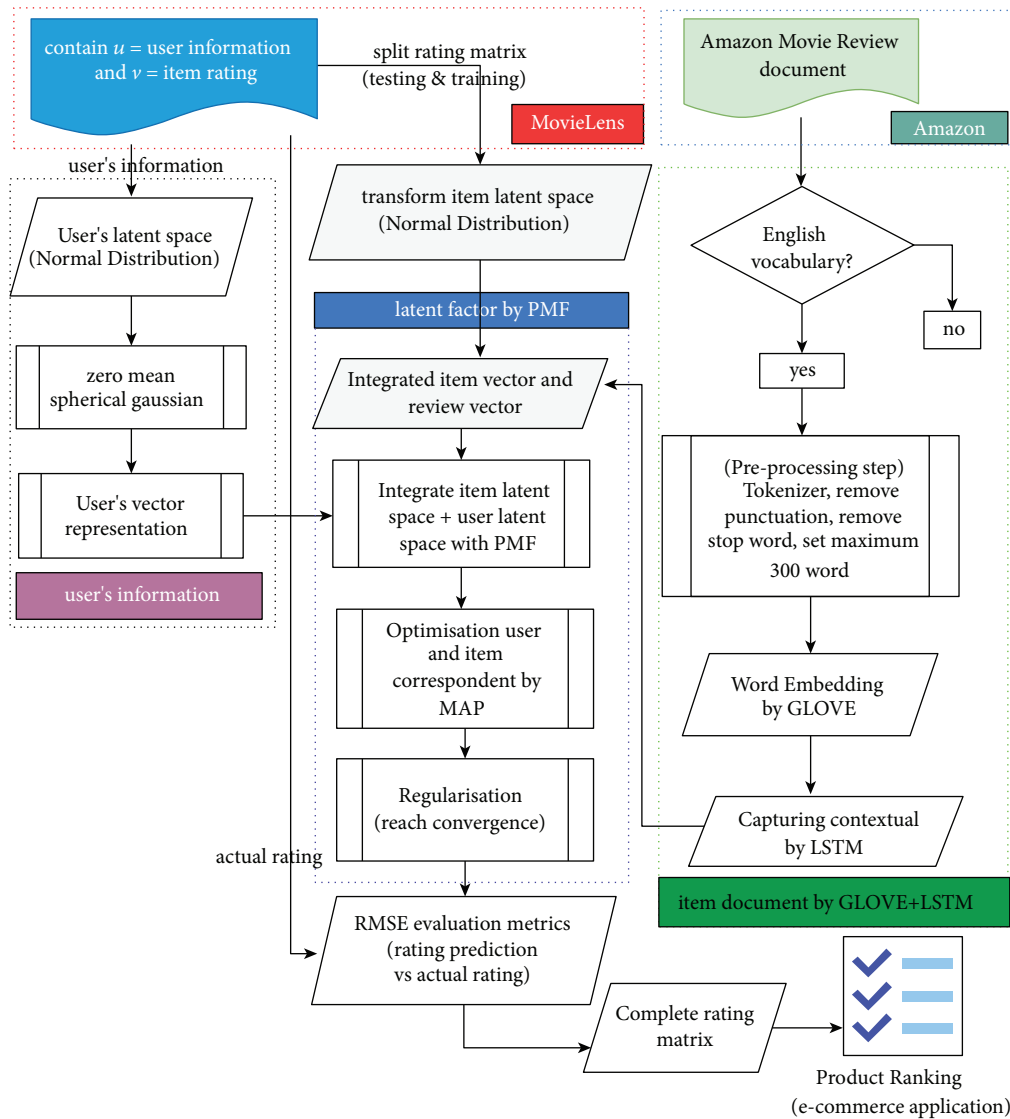 contain u = user information
and v = item rating
split rating matrix
(testing & training)
MovieLens
Amazon Movie Review
document
Amazon
user's information
User's latent space
(Normal Distribution)
zero mean
spherical gaussian
User's vector
representation
user's information
transform item latent space
(Normal Distribution)
latent factor by PMF
Integrated item vector and
review vector
Integrate item latent
space + user latent
space with PMF
Optimisation user
and item
correspondent by
MAP
Regularisation
(reach convergence)
actual rating
English
vocabulary?
no
yes
(Pre-processing step)
Tokenizer, remove
punctuation, remove
stop word, set maximum
300 word
Word Embedding
by GLOVE
Capturing contextual
by LSTM
item document by GLOVE+LSTM
RMSE evaluation metrics
(rating prediction
vs actual rating)
Complete rating
matrix
Product Ranking
(e-commerce application)